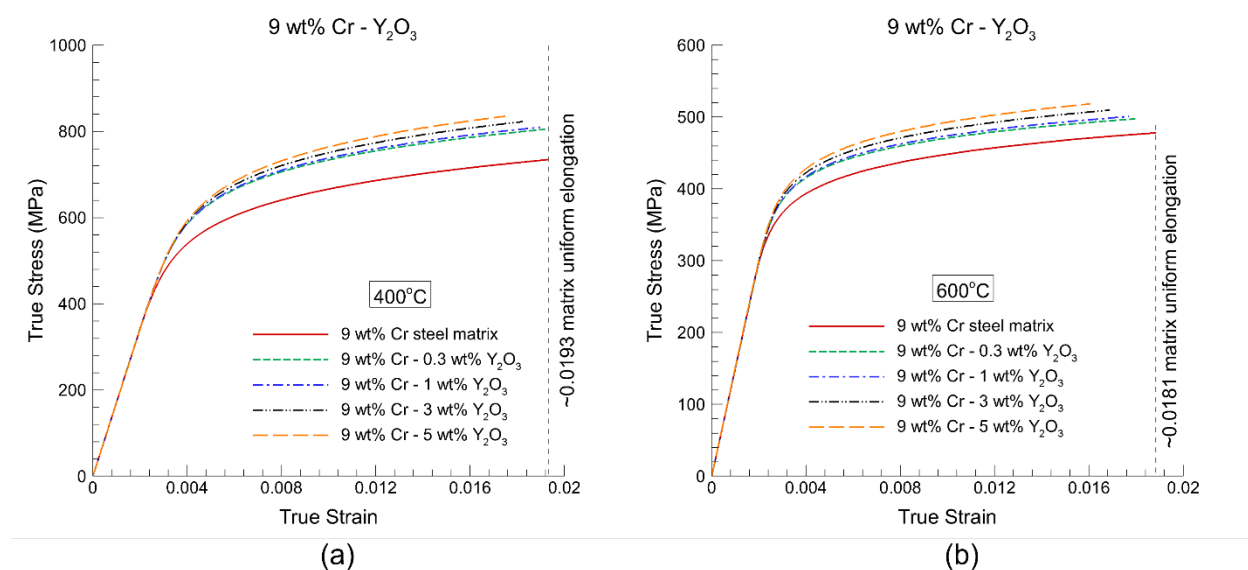 9 wt% Cr - Y₂O₃
True Stress (MPa)
1000
800
600
400
200
0
0
0.004
0.008
0.012
0.016
0.02
True Strain
400°C
9 wt% Cr steel matrix
9 wt% Cr - 0.3 wt% Y₂O₃
9 wt% Cr - 1 wt% Y₂O₃
9 wt% Cr - 3 wt% Y₂O₃
9 wt% Cr - 5 wt% Y₂O₃
~0.0193 matrix uniform elongation
(a)
9 wt% Cr - Y₂O₃
True Stress (MPa)
600
500
400
300
200
100
0
0
0.004
0.008
0.012
0.016
0.02
True Strain
600°C
9 wt% Cr steel matrix
9 wt% Cr - 0.3 wt% Y₂O₃
9 wt% Cr - 1 wt% Y₂O₃
9 wt% Cr - 3 wt% Y₂O₃
9 wt% Cr - 5 wt% Y₂O₃
~0.0181 matrix uniform elongation
(b)